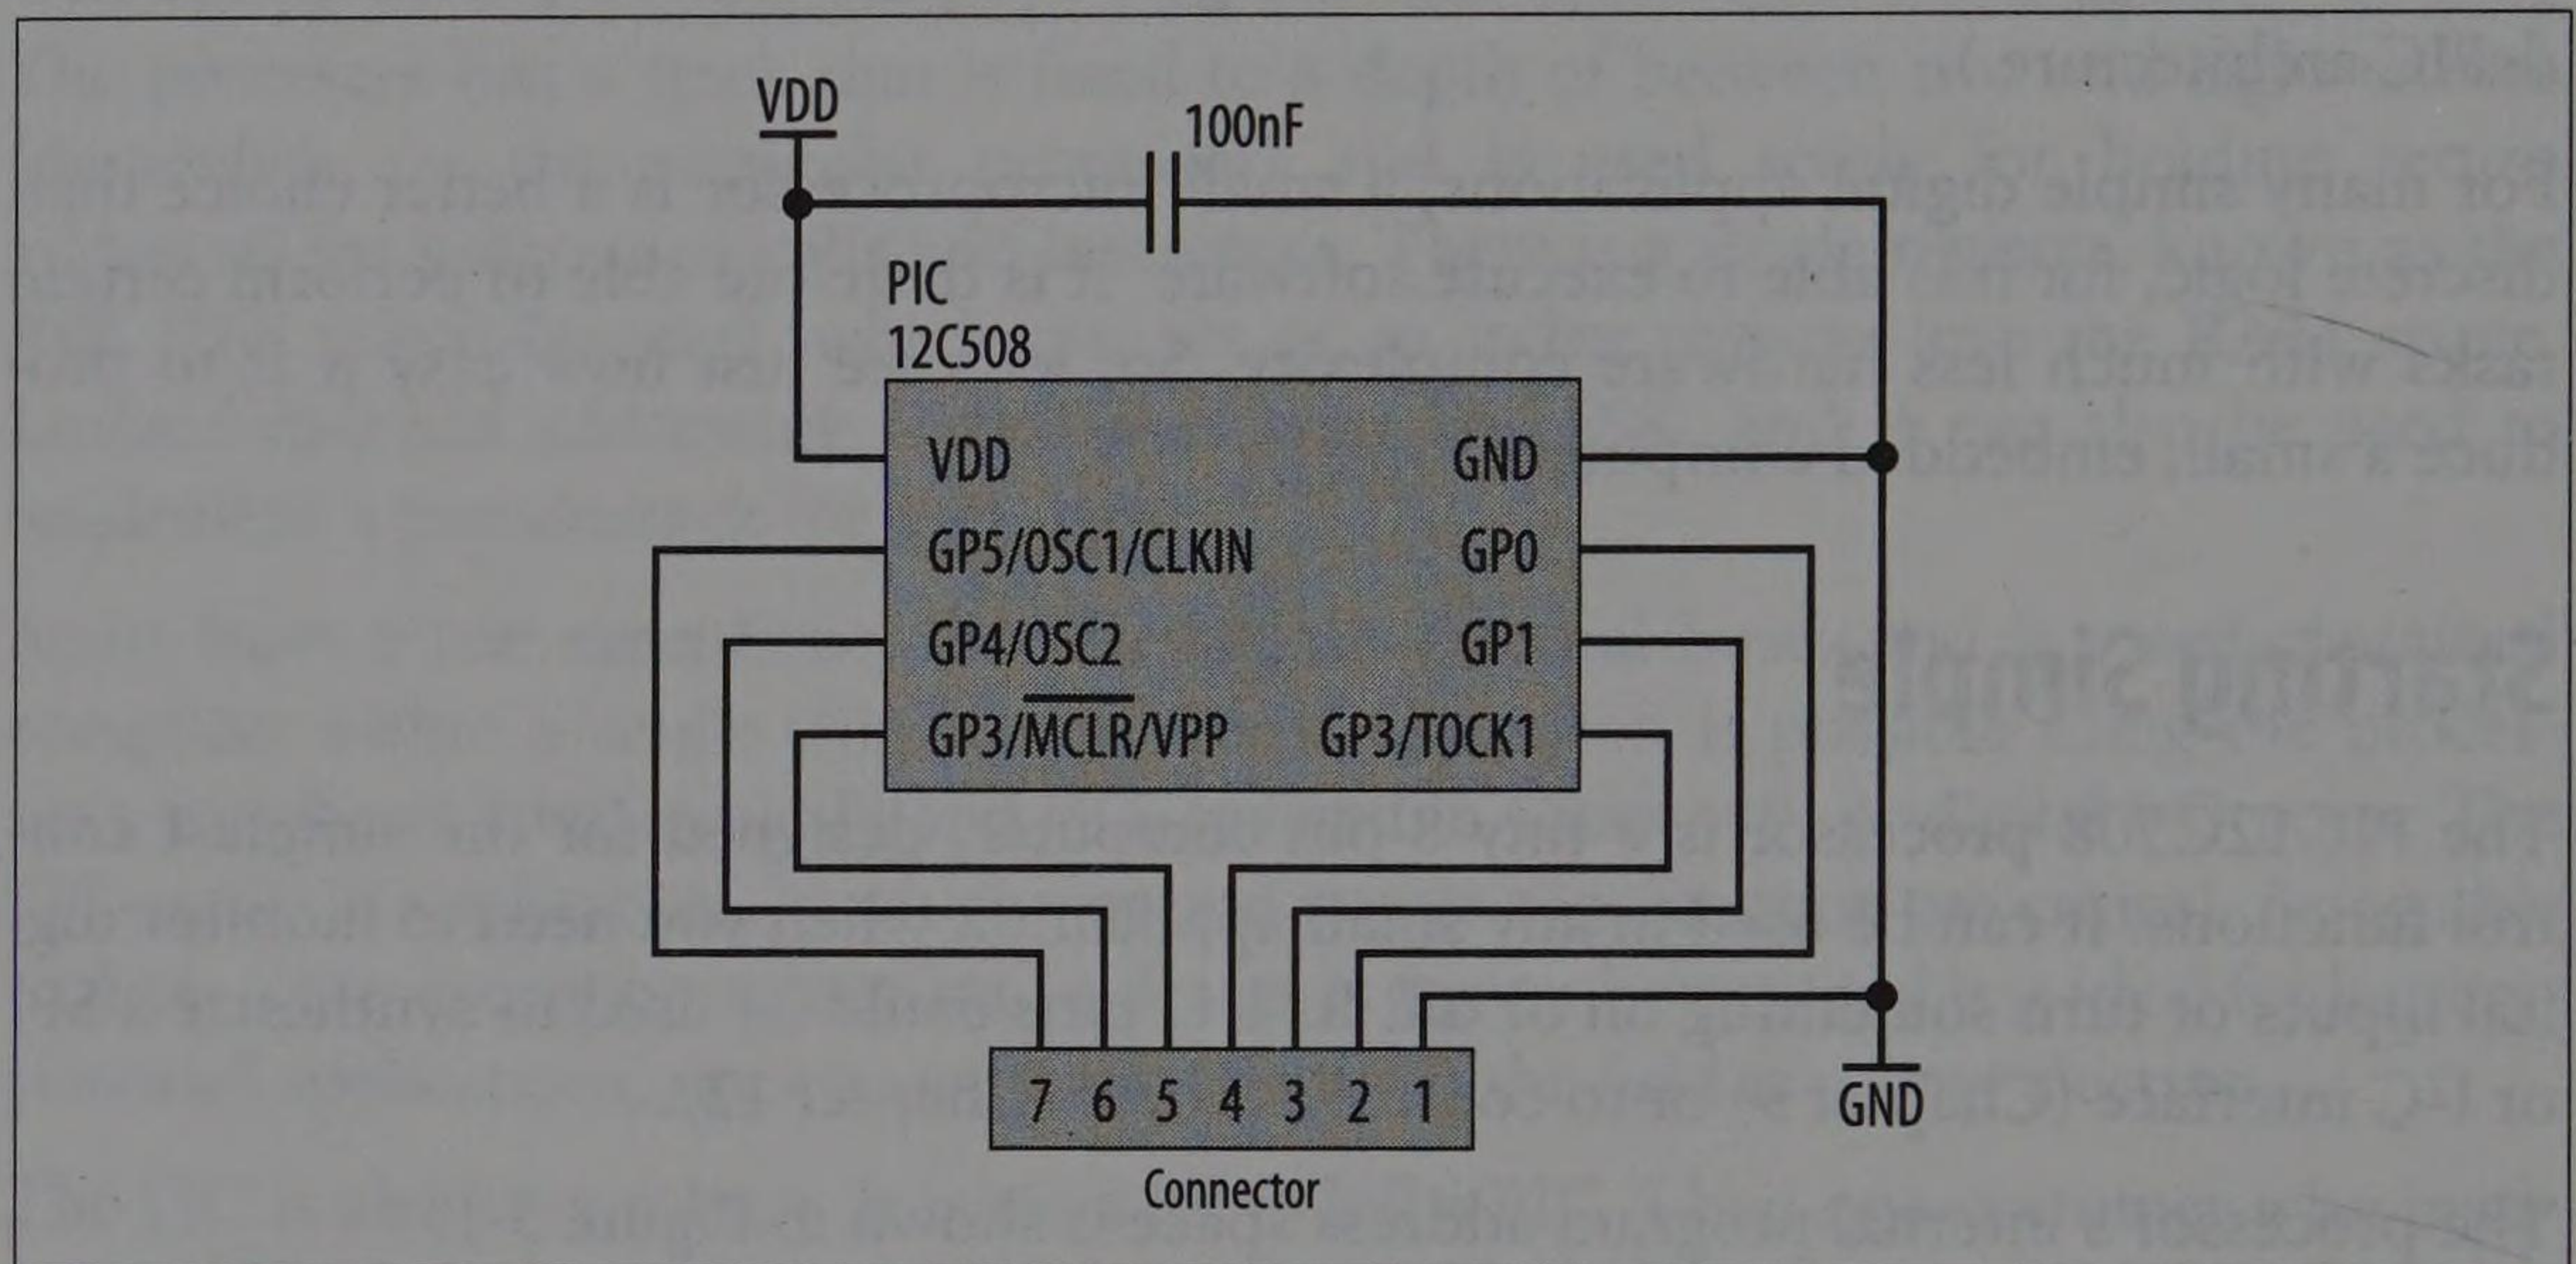 VDD
100nF
PIC
12C508
VDD GND
GP5/OSC1/CLKIN GP0
GP4/OSC2 GP1
GP3/MCLR/VPP GP3/TOCK1
7 6 5 4 3 2 1
GND
Connector